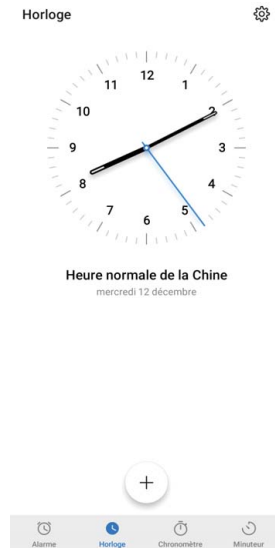 Horloge
12
11 1
10 2
9 3
8 4
7 5
6
Heure normale de la Chine
mercredi 12 décembre
+
Alarme Horloge Chronomètre Minuteur